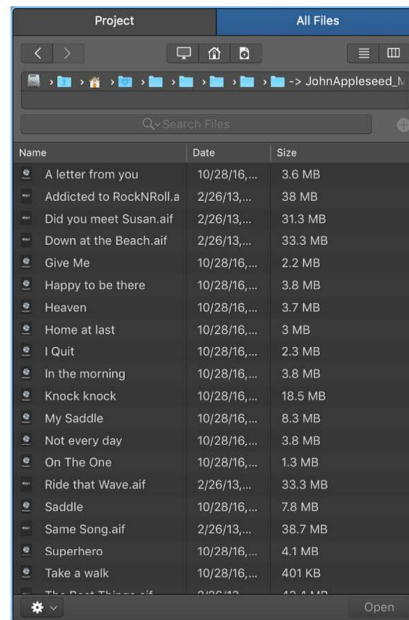 Project All Files
-> JohnAppleseed_M
Search Files
Name Date Size
A letter from you 10/28/16,... 3.6 MB
Addicted to RockNRoll.a 2/26/13,... 38 MB
Did you meet Susan.aif 2/26/13,... 31.3 MB
Down at the Beach.aif 2/26/13,... 33.3 MB
Give Me 10/28/16,... 2.2 MB
Happy to be there 10/28/16,... 3.8 MB
Heaven 10/28/16,... 3.7 MB
Home at last 10/28/16,... 3 MB
I Quit 10/28/16,... 2.3 MB
In the morning 10/28/16,... 3.8 MB
Knock knock 10/28/16,... 18.5 MB
My Saddle 10/28/16,... 8.3 MB
Not every day 10/28/16,... 3.8 MB
On The One 10/28/16,... 1.3 MB
Ride that Wave.aif 2/26/13,... 33.3 MB
Saddle 10/28/16,... 7.8 MB
Same Song.aif 2/26/13,... 38.7 MB
Superhero 10/28/16,... 4.1 MB
Take a walk 10/28/16,... 401 KB
The Best Things.aif 2/26/13,...
Open